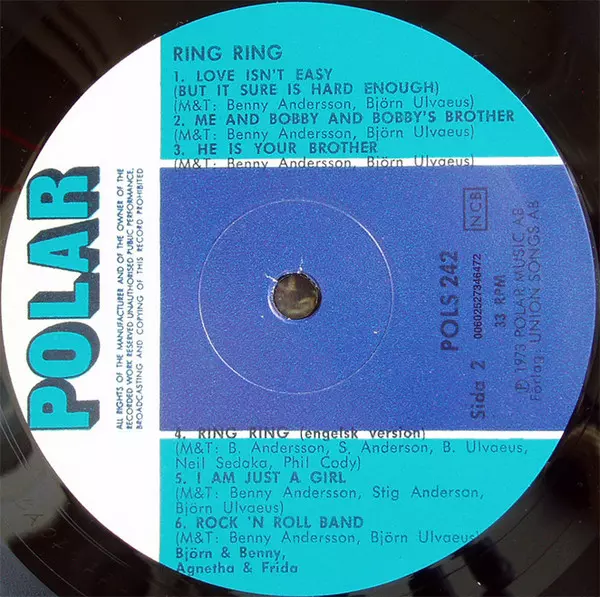 RING RING
1. LOVE ISN'T EASY
(BUT IT SURE IS HARD ENOUGH)
(M&T: Benny Andersson, Björn Ulvaeus)
2. ME AND BOBBY AND BOBBY'S BROTHER
(M&T: Benny Andersson, Björn Ulvaeus)
3. HE IS YOUR BROTHER
(M&T: Benny Andersson, Björn Ulvaeus)
POLAR
ALL RIGHTS OF THE MANUFACTURER AND OF THE OWNER OF THE
RECORDED WORK RESERVED UNAUTHORISED PUBLIC PERFORMANCE,
BROADCASTING AND COPYING OF THIS RECORD PROHIBITED
POLS 242
NCB
00602527346472
Sida 2
33 RPM
℗ 1973 POLAR MUSIC AB
Förlag: UNION SONGS AB
4. RING RING (engelsk version)
(M&T: B. Andersson, S. Anderson, B. Ulvaeus,
Neil Sedaka, Phil Cody)
5. I AM JUST A GIRL
(M&T: Benny Andersson, Stig Anderson,
Björn Ulvaeus)
6. ROCK 'N ROLL BAND
(M&T: Benny Andersson, Björn Ulvaeus)
Björn & Benny,
Agnetha & Frida